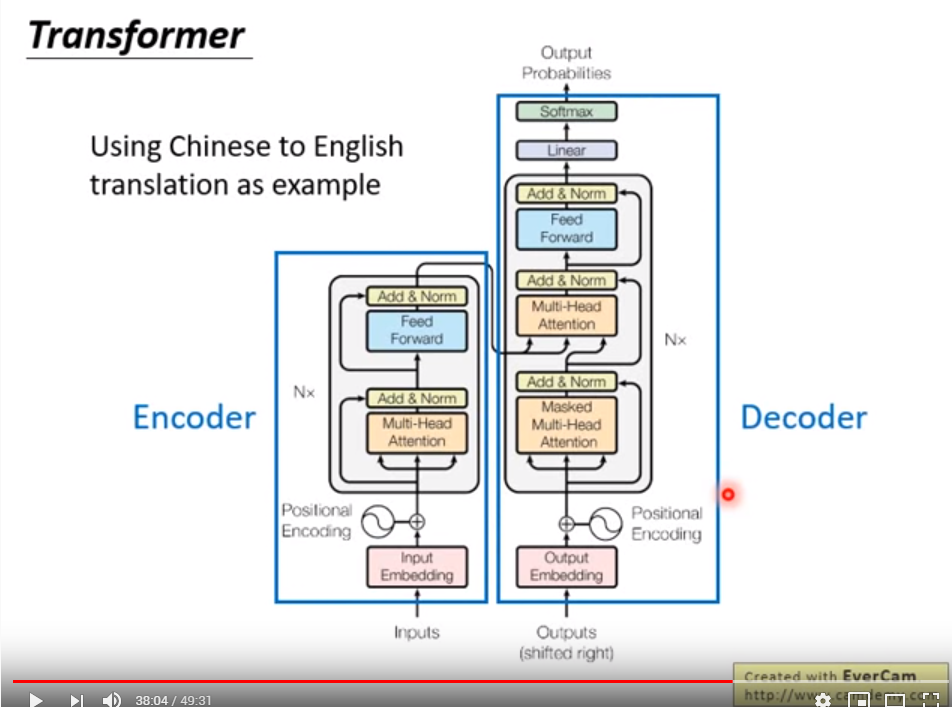 Transformer
Output
Probabilities
Softmax
Linear
Using Chinese to English
translation as example
Add & Norm
Feed
Forward
Add & Norm
Multi-Head
Attention
Nx
Add & Norm
Masked
Multi-Head
Attention
Decoder
Add & Norm
Feed
Forward
Nx
Encoder
Add & Norm
Multi-Head
Attention
Positional
Encoding
Positional
Encoding
Input
Embedding
Output
Embedding
Inputs
Outputs
(shifted right)
Created with EverCam
http://www.
38:04 / 49:31